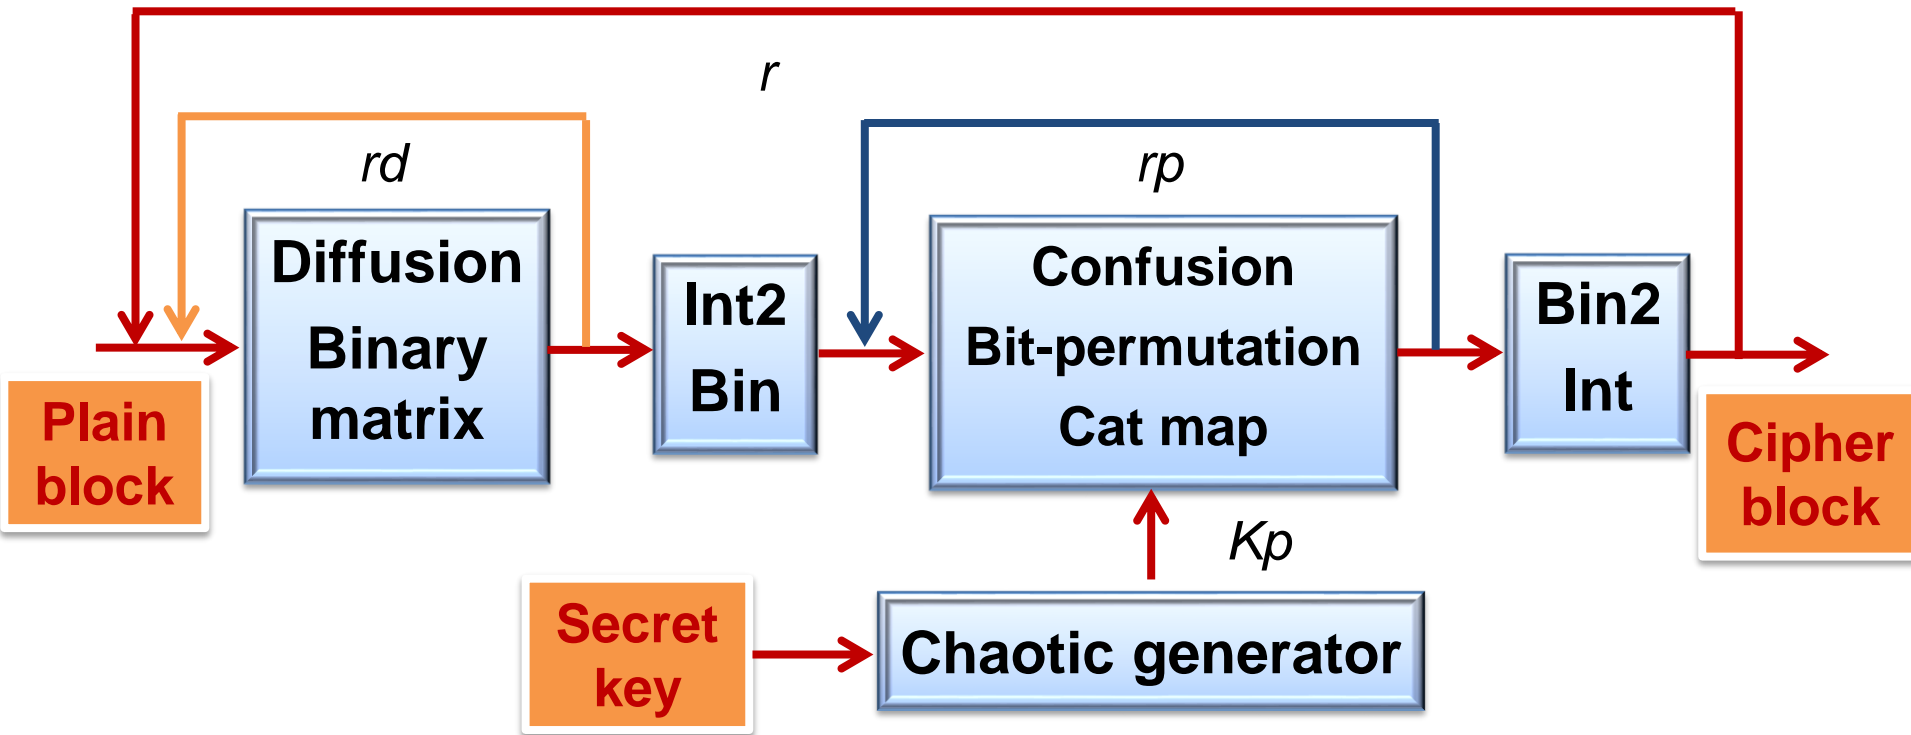 r
rd
rp
Diffusion
Binary
matrix
Int2
Bin
Confusion
Bit-permutation
Cat map
Bin2
Int
Plain
block
Cipher
block
Kp
Secret
key
Chaotic generator